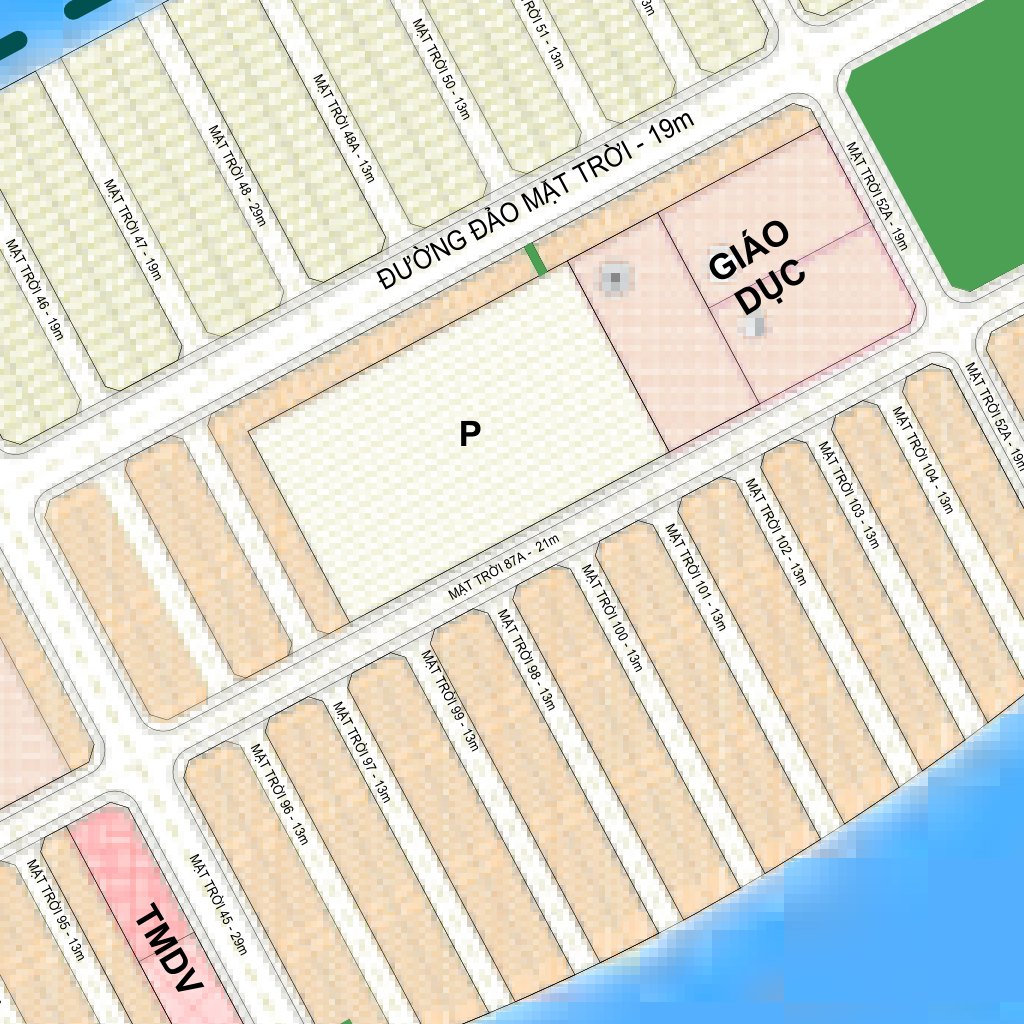 MẶT TRỜI 46 - 19m
MẶT TRỜI 47 - 19m
MẶT TRỜI 48 - 29m
MẶT TRỜI 48A - 13m
MẶT TRỜI 50 - 13m
51 - 13m
ĐƯỜNG ĐẢO MẶT TRỜI - 19m
MẶT TRỜI 52A - 19m
GIÁO
DỤC
P
MẶT TRỜI 87A - 21m
MẶT TRỜI 52A - 19m
MẶT TRỜI 104 - 13m
MẶT TRỜI 103 - 13m
MẶT TRỜI 102 - 13m
MẶT TRỜI 101 - 13m
MẶT TRỜI 100 - 13m
MẶT TRỜI 98 - 13m
MẶT TRỜI 99 - 13m
MẶT TRỜI 97 - 13m
MẶT TRỜI 96 - 13m
MẶT TRỜI 45 - 29m
MẶT TRỜI 95 - 13m
TMDV